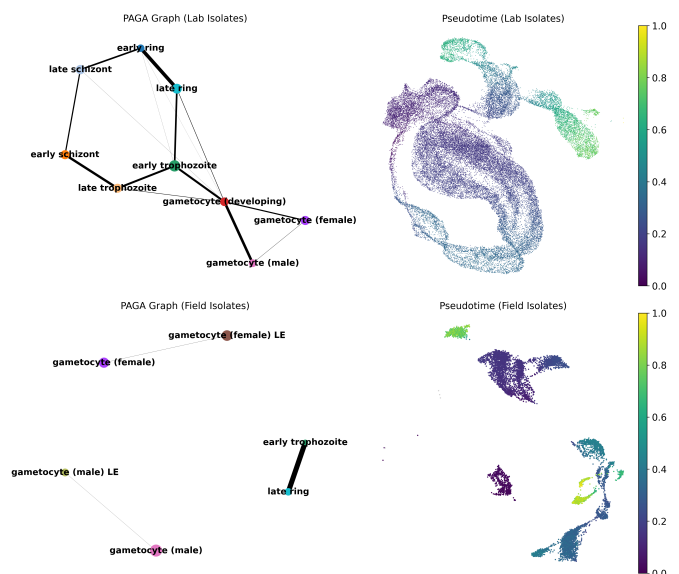 PAGA Graph (Lab Isolates)
Pseudotime (Lab Isolates)
early ring
late schizont
late ring
early schizont
early trophozoite
late trophozoite
gametocyte (developing)
gametocyte (female)
gametocyte (male)
1.0
0.8
0.6
0.4
0.2
0.0
PAGA Graph (Field Isolates)
Pseudotime (Field Isolates)
gametocyte (female) LE
gametocyte (female)
early trophozoite
gametocyte (male) LE
late ring
gametocyte (male)
1.0
0.8
0.6
0.4
0.2
0.0